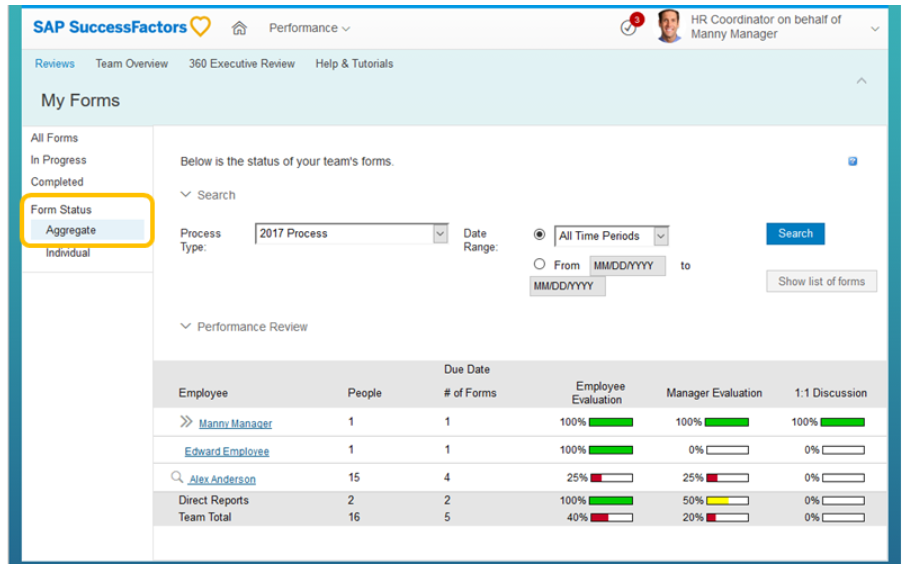 SAP SuccessFactors
Performance
3
HR Coordinator on behalf of
Manny Manager
Reviews Team Overview 360 Executive Review Help & Tutorials
My Forms
All Forms
In Progress
Completed
Form Status
Aggregate
Individual
Below is the status of your team's forms.
?
Search
Process
Type:
2017 Process
Date
Range:
All Time Periods
Search
From MM/DD/YYYY to
MM/DD/YYYY
Show list of forms
Performance Review
Due Date
Employee People # of Forms Employee
Evaluation Manager Evaluation 1:1 Discussion
Manny Manager 1 1 100% 100% 100%
Edward Employee 1 1 100% 0% 0%
Alex Anderson 15 4 25% 25% 0%
Direct Reports 2 2 100% 50% 0%
Team Total 16 5 40% 20% 0%